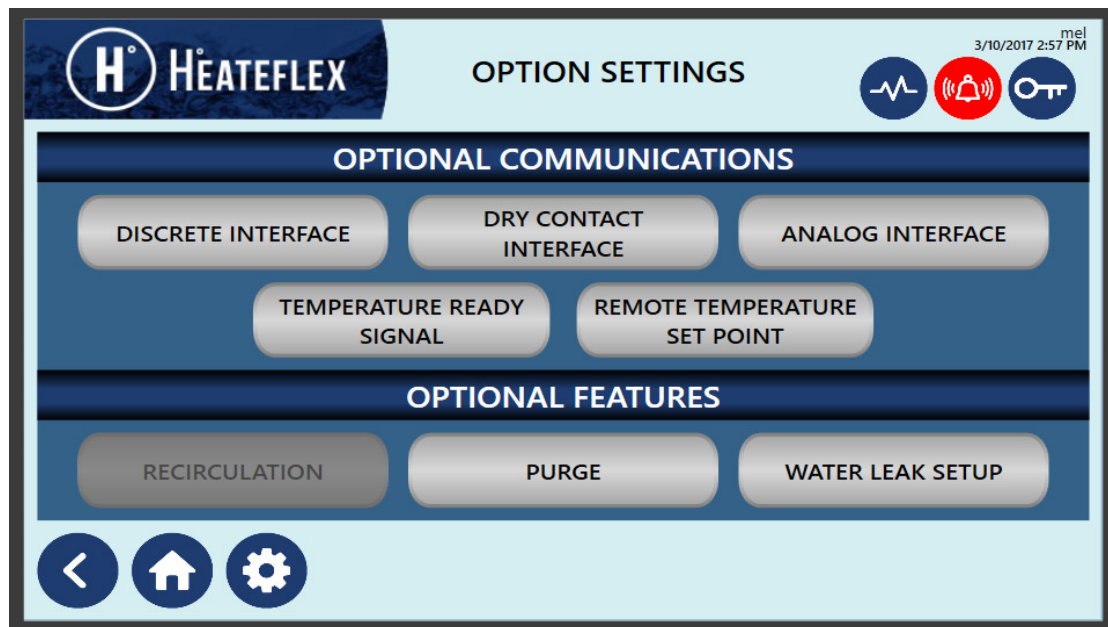 mel
3/10/2017 2:57 PM
H° HEATEFLEX
OPTION SETTINGS
OPTIONAL COMMUNICATIONS
DISCRETE INTERFACE
DRY CONTACT
INTERFACE
ANALOG INTERFACE
TEMPERATURE READY
SIGNAL
REMOTE TEMPERATURE
SET POINT
OPTIONAL FEATURES
RECIRCULATION
PURGE
WATER LEAK SETUP